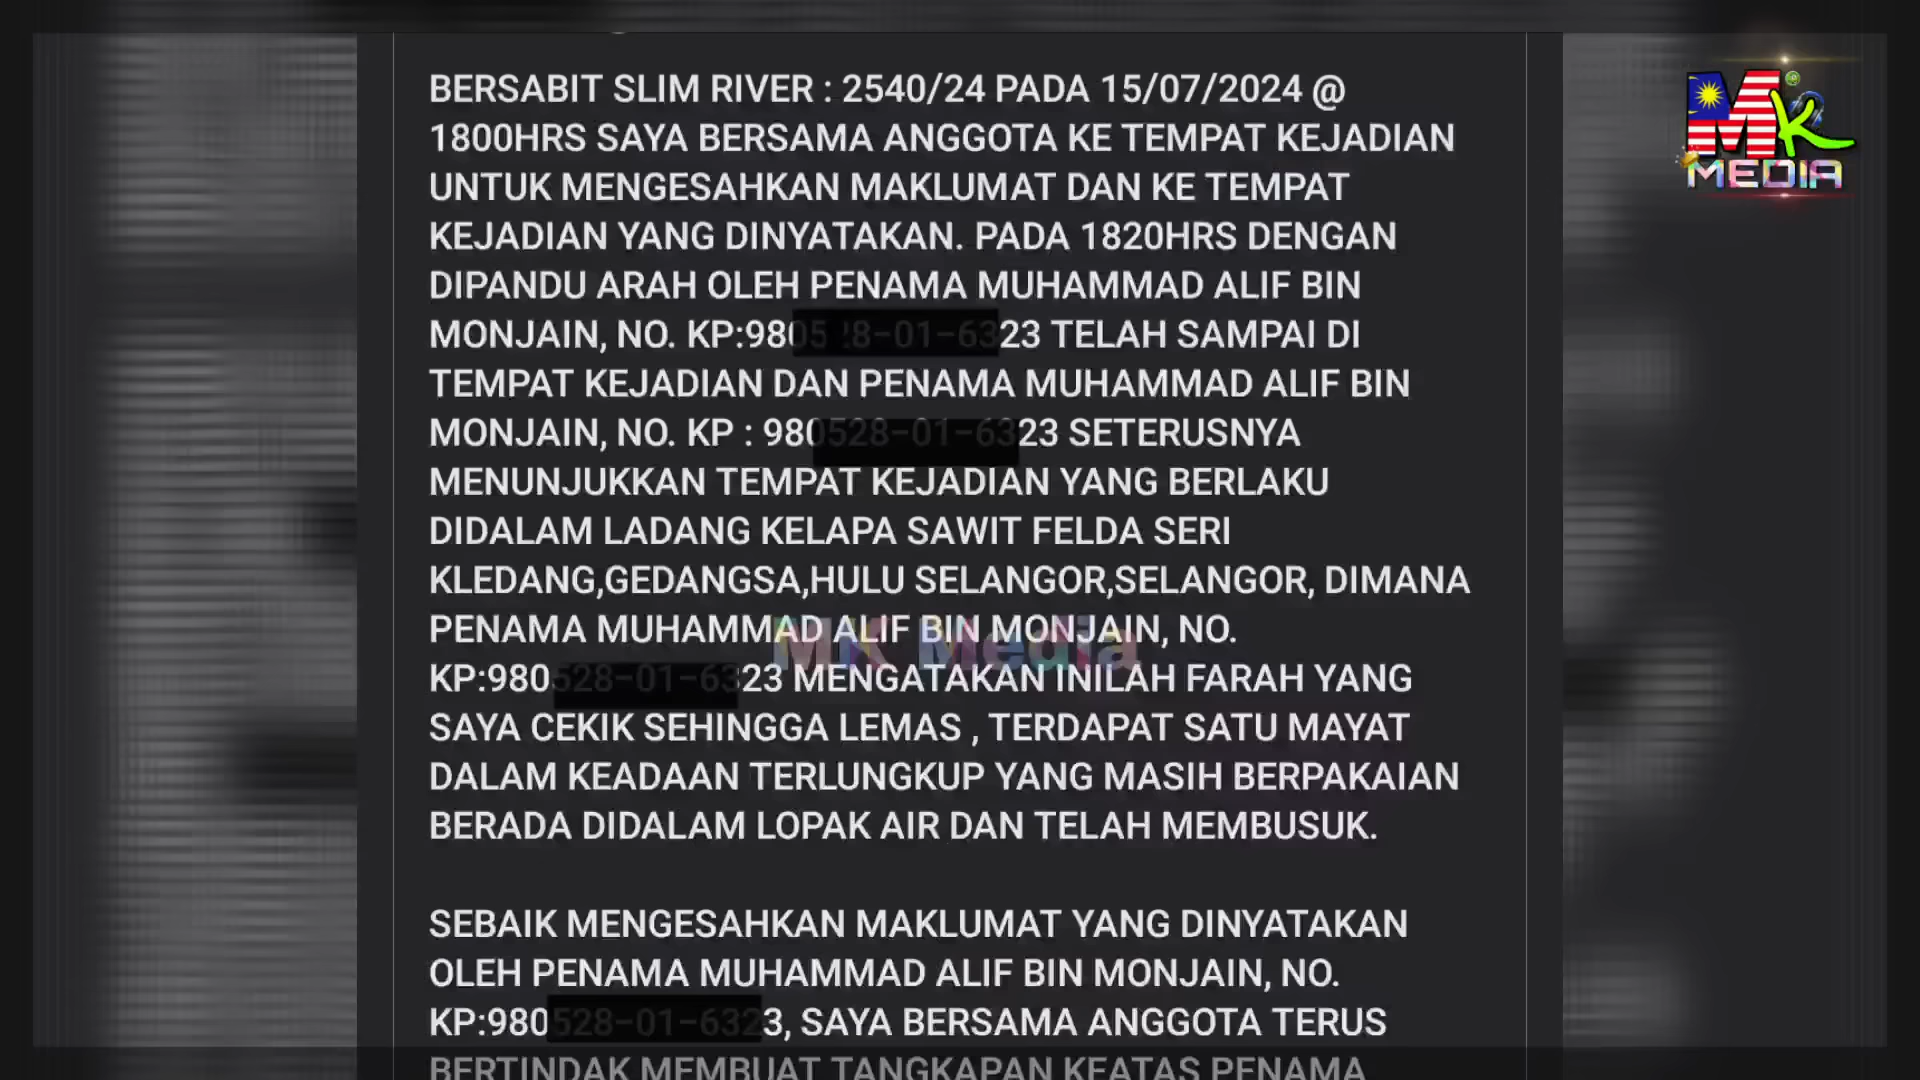 BERSABIT SLIM RIVER : 2540/24 PADA 15/07/2024 @
1800HRS SAYA BERSAMA ANGGOTA KE TEMPAT KEJADIAN
UNTUK MENGESAHKAN MAKLUMAT DAN KE TEMPAT
KEJADIAN YANG DINYATAKAN. PADA 1820HRS DENGAN
DIPANDU ARAH OLEH PENAMA MUHAMMAD ALIF BIN
MONJAIN, NO. KP:980 23 TELAH SAMPAI DI
TEMPAT KEJADIAN DAN PENAMA MUHAMMAD ALIF BIN
MONJAIN, NO. KP : 980 23 SETERUSNYA
MENUNJUKKAN TEMPAT KEJADIAN YANG BERLAKU
DIDALAM LADANG KELAPA SAWIT FELDA SERI
KLEDANG,GEDANGSA,HULU SELANGOR,SELANGOR, DIMANA
PENAMA MUHAMMAD ALIF BIN MONJAIN, NO.
KP:980 23 MENGATAKAN INILAH FARAH YANG
SAYA CEKIK SEHINGGA LEMAS , TERDAPAT SATU MAYAT
DALAM KEADAAN TERLUNGKUP YANG MASIH BERPAKAIAN
BERADA DIDALAM LOPAK AIR DAN TELAH MEMBUSUK.
SEBAIK MENGESAHKAN MAKLUMAT YANG DINYATAKAN
OLEH PENAMA MUHAMMAD ALIF BIN MONJAIN, NO.
KP:980 3, SAYA BERSAMA ANGGOTA TERUS
BERTINDAK MEMBUAT TANGKAPAN KEATAS PENAMA
MK Media
MK
MEDIA